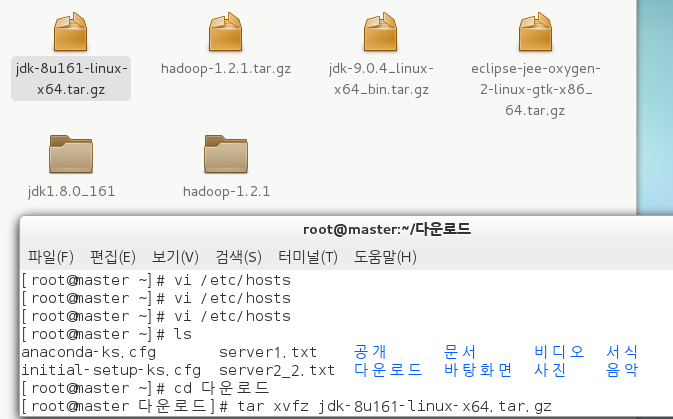 jdk-8u161-linux-
x64.tar.gz
hadoop-1.2.1.tar.gz
jdk-9.0.4_linux-
x64_bin.tar.gz
eclipse-jee-oxygen-
2-linux-gtk-x86_
64.tar.gz
jdk1.8.0_161
hadoop-1.2.1
root@master:~/다운로드
파일(F) 편집(E) 보기(V) 검색(S) 터미널(T) 도움말(H)
[root@master ~]# vi /etc/hosts
[root@master ~]# vi /etc/hosts
[root@master ~]# vi /etc/hosts
[root@master ~]# ls
anaconda-ks.cfg server1.txt 공개 문서 비디오 서식
initial-setup-ks.cfg server2_2.txt 다운로드 바탕화면 사진 음악
[root@master ~]# cd 다운로드
[root@master 다운로드]# tar xvfz jdk-8u161-linux-x64.tar.gz